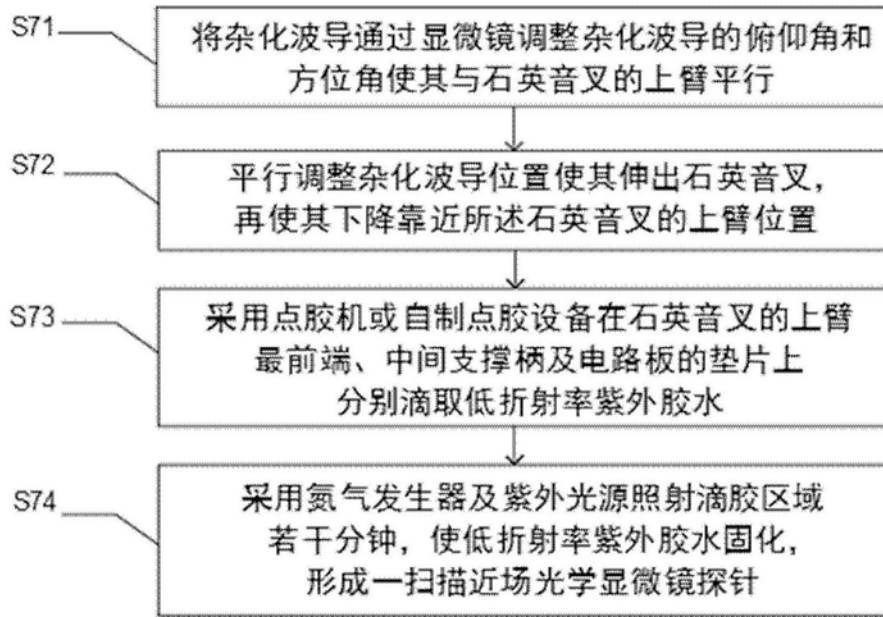 S71
将杂化波导通过显微镜调整杂化波导的俯仰角和
方位角使其与石英音叉的上臂平行
S72
平行调整杂化波导位置使其伸出石英音叉，
再使其下降靠近所述石英音叉的上臂位置
S73
采用点胶机或自制点胶设备在石英音叉的上臂
最前端、中间支撑柄及电路板的垫片上
分别滴取低折射率紫外胶水
S74
采用氮气发生器及紫外光源照射滴胶区域
若干分钟，使低折射率紫外胶水固化，
形成一扫描近场光学显微镜探针